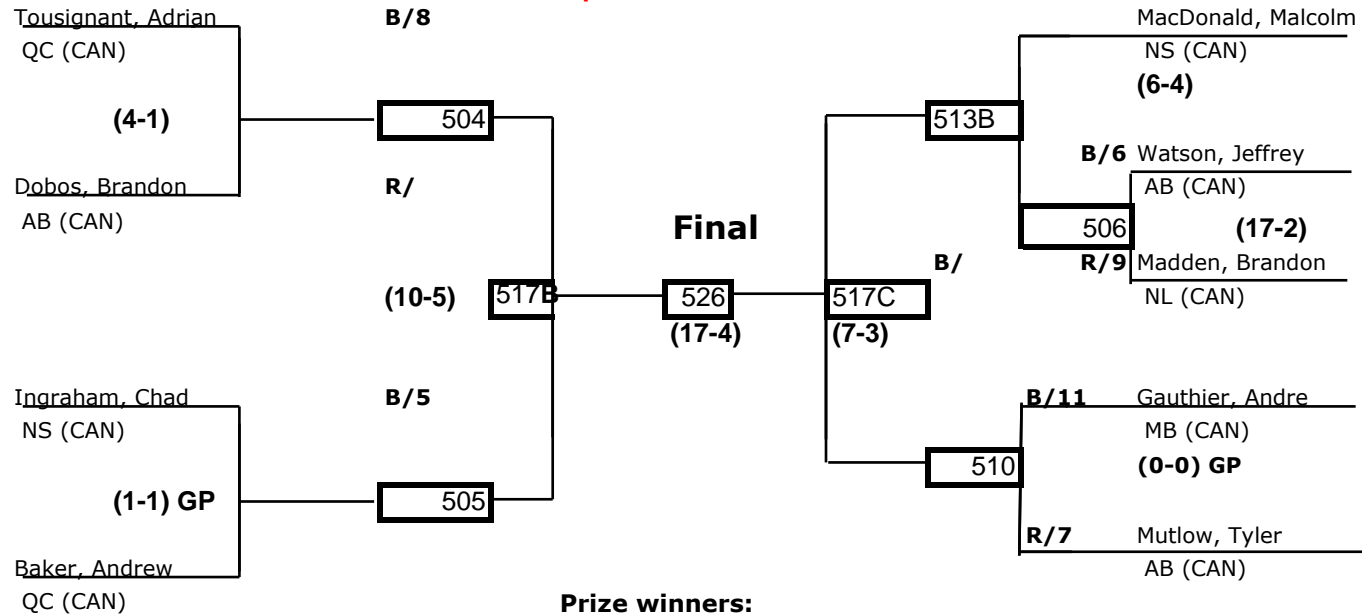 Tousignant, Adrian B/8 MacDonald, Malcolm
QC (CAN) NS (CAN)
(6-4)
(4-1) 504 513B
B/6 Watson, Jeffrey
Dobos, Brandon R/ AB (CAN)
AB (CAN) 506 (17-2)
Final
B/ R/9 Madden, Brandon
(10-5) 517B 526 517C NL (CAN)
(17-4) (7-3)
Ingraham, Chad B/5 B/11 Gauthier, Andre
NS (CAN) MB (CAN)
510 (0-0) GP
(1-1) GP 505
R/7 Mutlow, Tyler
Baker, Andrew AB (CAN)
QC (CAN) Prize winners: